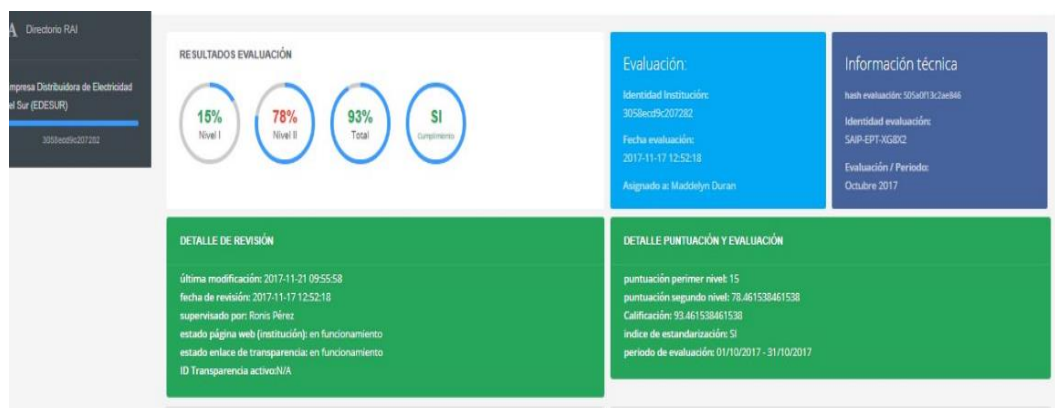 Directorio RAI
mpresa Distribuidora de Electricidad
el Sur (EDESUR)
3058ecd9c207282
RESULTADOS EVALUACIÓN
15%
Nivel I
78%
Nivel II
93%
Total
SI
Cumplimiento
Evaluación:
Identidad Institución:
3058ecd9c207282
Fecha evaluación:
2017-11-17 12:52:18
Asignado a: Maddelyn Duran
Información técnica
hash evaluación: 505a0f13c2ae846
Identidad evaluación:
SAIP-EPT-XG8X2
Evaluación / Periodo:
Octubre 2017
DETALLE DE REVISIÓN
última modificación: 2017-11-21 09:55:58
fecha de revisión: 2017-11-17 12:52:18
supervisado por: Ronis Pérez
estado página web (institución): en funcionamiento
estado enlace de transparencia: en funcionamiento
ID Transparencia activo:N/A
DETALLE PUNTUACIÓN Y EVALUACIÓN
puntuación perimer nivel: 15
puntuación segundo nivel: 78.461538461538
Calificación: 93.461538461538
indice de estandarización: SI
periodo de evaluación: 01/10/2017 - 31/10/2017